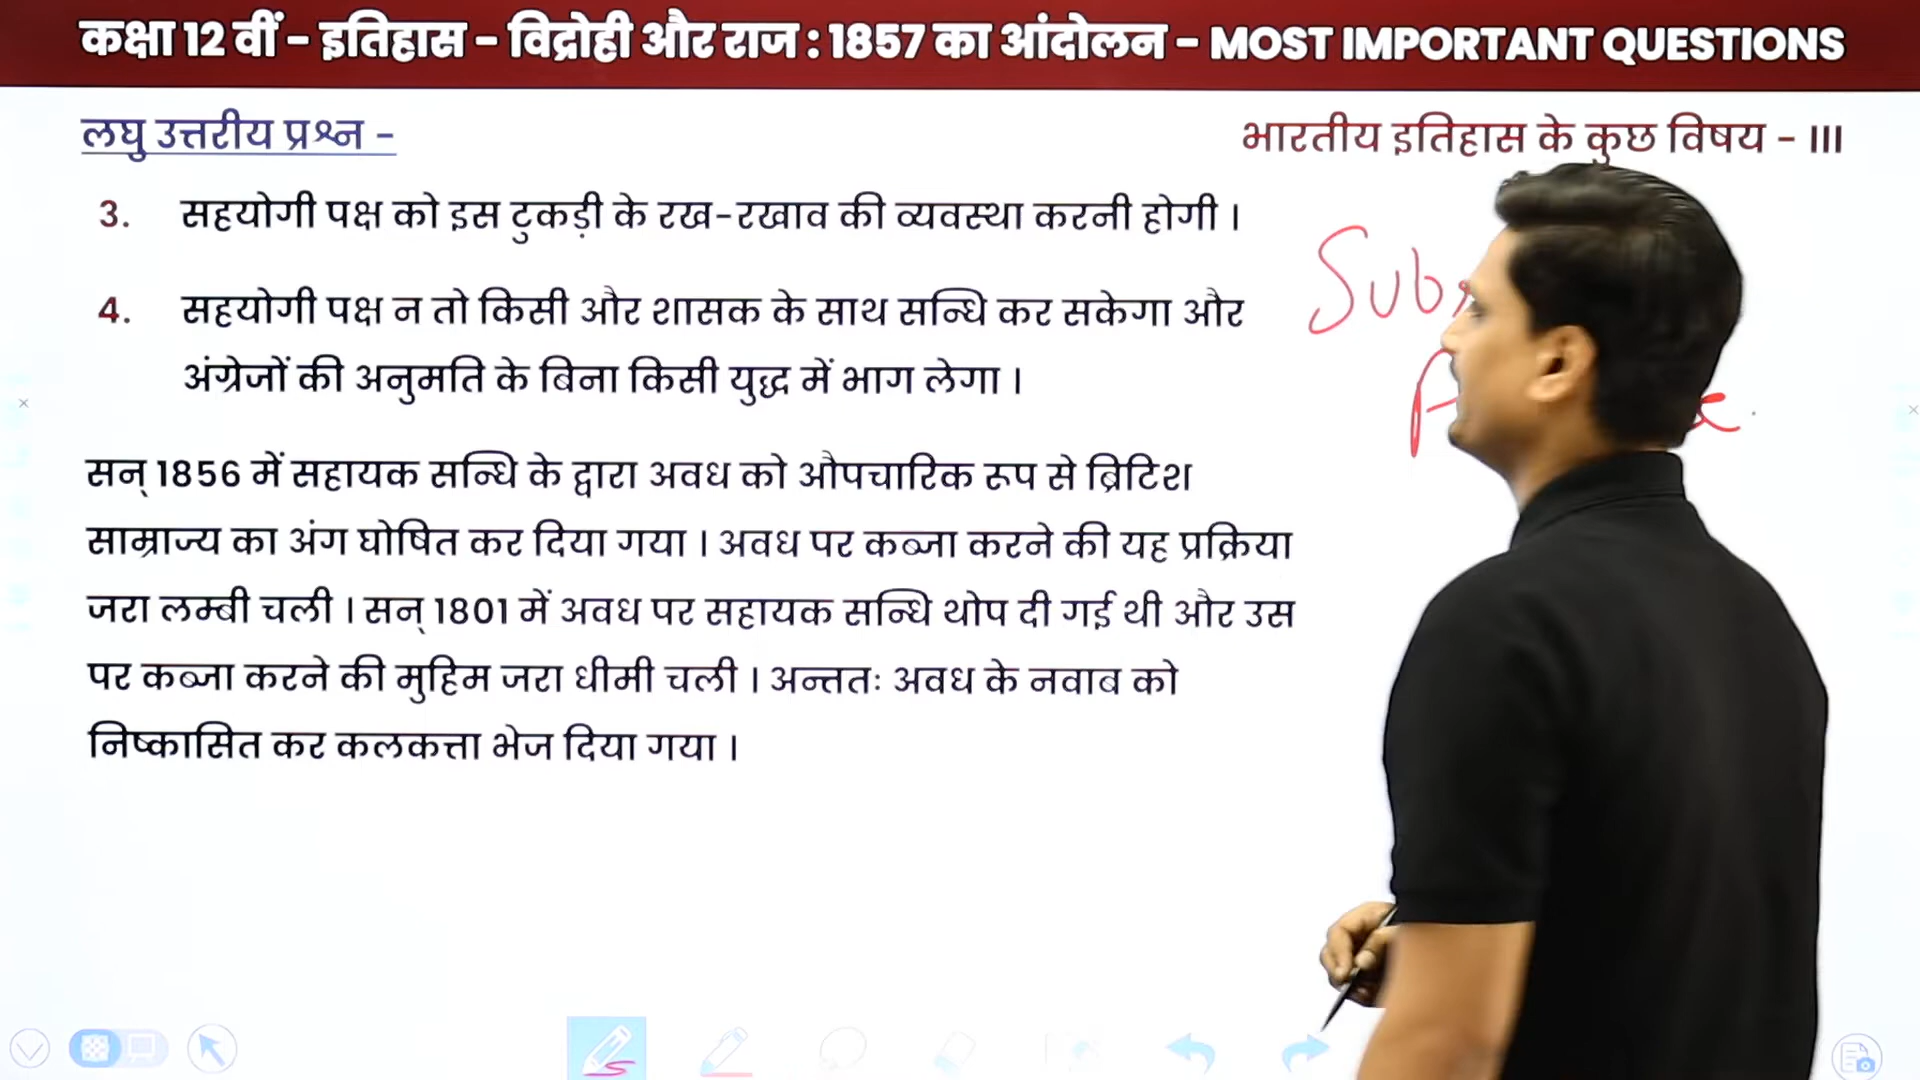 कक्षा 12 वीं - इतिहास - विद्रोही और राज : 1857 का आंदोलन - MOST IMPORTANT QUESTIONS
लघु उत्तरीय प्रश्न -
भारतीय इतिहास के कुछ विषय - III
3. सहयोगी पक्ष को इस टुकड़ी के रख-रखाव की व्यवस्था करनी होगी ।
4. सहयोगी पक्ष न तो किसी और शासक के साथ सन्धि कर सकेगा और
अंग्रेजों की अनुमति के बिना किसी युद्ध में भाग लेगा ।
सन् 1856 में सहायक सन्धि के द्वारा अवध को औपचारिक रूप से ब्रिटिश
साम्राज्य का अंग घोषित कर दिया गया । अवध पर कब्जा करने की यह प्रक्रिया
जरा लम्बी चली । सन् 1801 में अवध पर सहायक सन्धि थोप दी गई थी और उस
पर कब्जा करने की मुहिम जरा धीमी चली । अन्ततः अवध के नवाब को
निष्कासित कर कलकत्ता भेज दिया गया ।